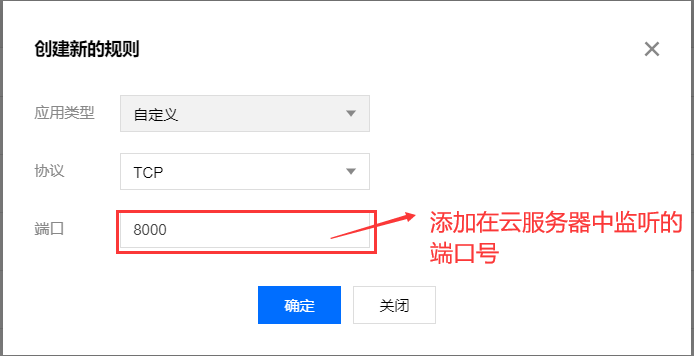 创建新的规则
应用类型 自定义
协议 TCP
端口 8000
添加在云服务器中监听的
端口号
确定 关闭